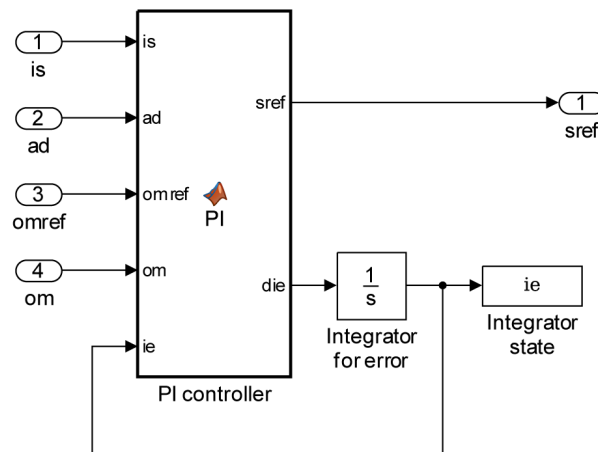 1
is
is
2
ad
ad
sref
1
sref
3
omref
omref
PI
4
om
om
die
1
s
ie
ie
Integrator
for error
Integrator
state
PI controller